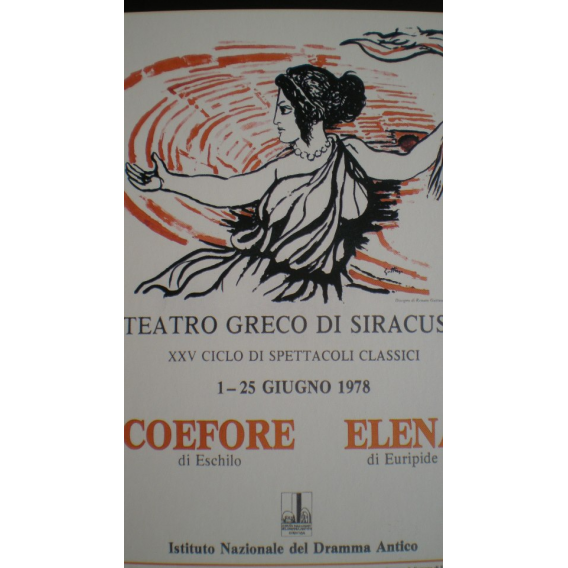 TEATRO GRECO DI SIRACUS
XXV CICLO DI SPETTACOLI CLASSICI
1–25 GIUGNO 1978
COEFORE ELENA
di Eschilo di Euripide
Istituto Nazionale del Dramma Antico